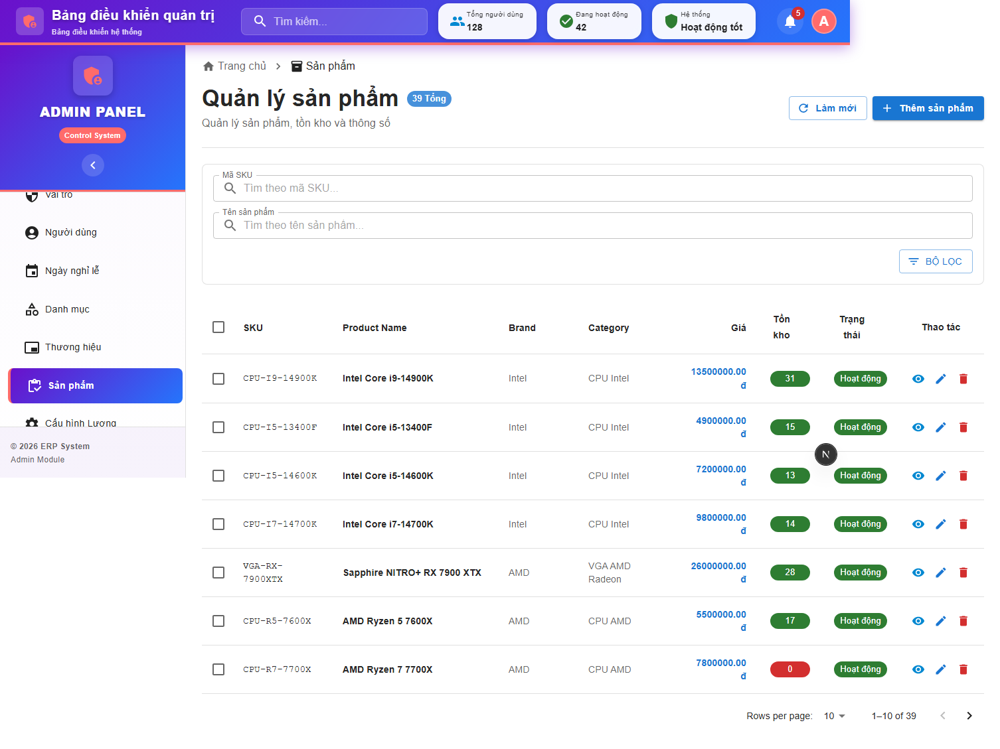 Bảng điều khiển quản trị
Bảng điều khiển hệ thống
Tìm kiếm...
Tổng người dùng
128
Đang hoạt động
42
Hệ thống
Hoạt động tốt
5
A
ADMIN PANEL
Control System
Vai trò
Người dùng
Ngày nghỉ lễ
Danh mục
Thương hiệu
Sản phẩm
Cấu hình Lương
© 2026 ERP System
Admin Module
Trang chủ
Sản phẩm
Quản lý sản phẩm
39 Tổng
Quản lý sản phẩm, tồn kho và thông số
Làm mới
Thêm sản phẩm
Mã SKU
Tìm theo mã SKU...
Tên sản phẩm
Tìm theo tên sản phẩm...
BỘ LỌC
SKU Product Name Brand Category Giá Tồn kho Trạng thái Thao tác
CPU-I9-14900K Intel Core i9-14900K Intel CPU Intel 13500000.00 đ 31 Hoạt động
CPU-I5-13400F Intel Core i5-13400F Intel CPU Intel 4900000.00 đ 15 Hoạt động
CPU-I5-14600K Intel Core i5-14600K Intel CPU Intel 7200000.00 đ 13 Hoạt động
CPU-I7-14700K Intel Core i7-14700K Intel CPU Intel 9800000.00 đ 14 Hoạt động
VGA-RX-7900XTX Sapphire NITRO+ RX 7900 XTX AMD VGA AMD Radeon 26000000.00 đ 28 Hoạt động
CPU-R5-7600X AMD Ryzen 5 7600X AMD CPU AMD 5500000.00 đ 17 Hoạt động
CPU-R7-7700X AMD Ryzen 7 7700X AMD CPU AMD 7800000.00 đ 0 Hoạt động
N
Rows per page: 10 1–10 of 39